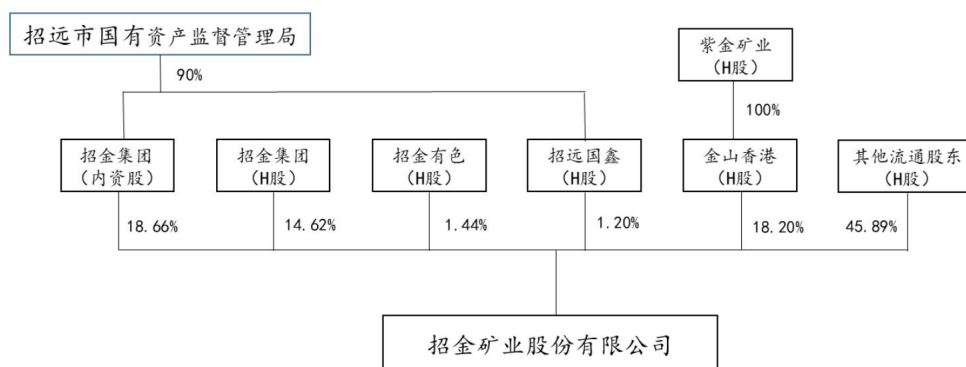 招远市国有资产监督管理局
紫金矿业
(H股)
90%
100%
招金集团
(内资股)
招金集团
(H股)
招金有色
(H股)
招远国鑫
(H股)
金山香港
(H股)
其他流通股东
(H股)
18.66%
14.62%
1.44%
1.20%
18.20%
45.89%
招金矿业股份有限公司